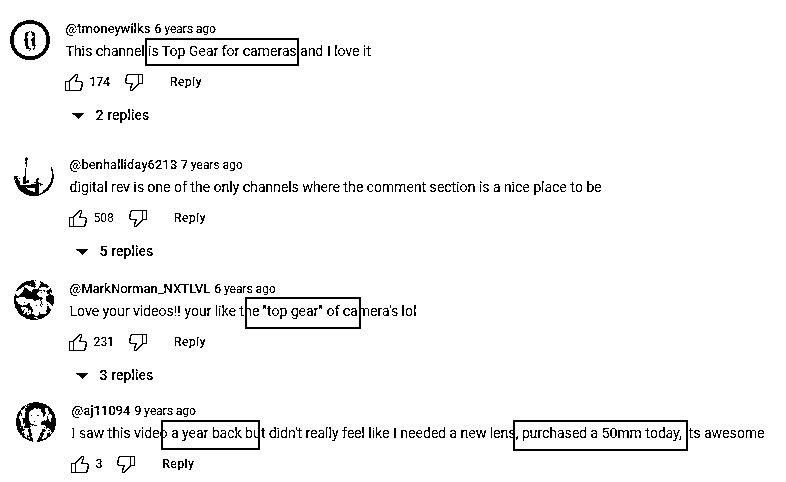 @tmoneywilks 6 years ago
This channel is Top Gear for cameras and I love it
174 Reply
2 replies
@benhalliday6213 7 years ago
digital rev is one of the only channels where the comment section is a nice place to be
508 Reply
5 replies
@MarkNorman_NXTLVL 6 years ago
Love your videos!! your like the "top gear" of camera's lol
231 Reply
3 replies
@aj11094 9 years ago
I saw this video a year back but didn't really feel like I needed a new lens, purchased a 50mm today, its awesome
3 Reply